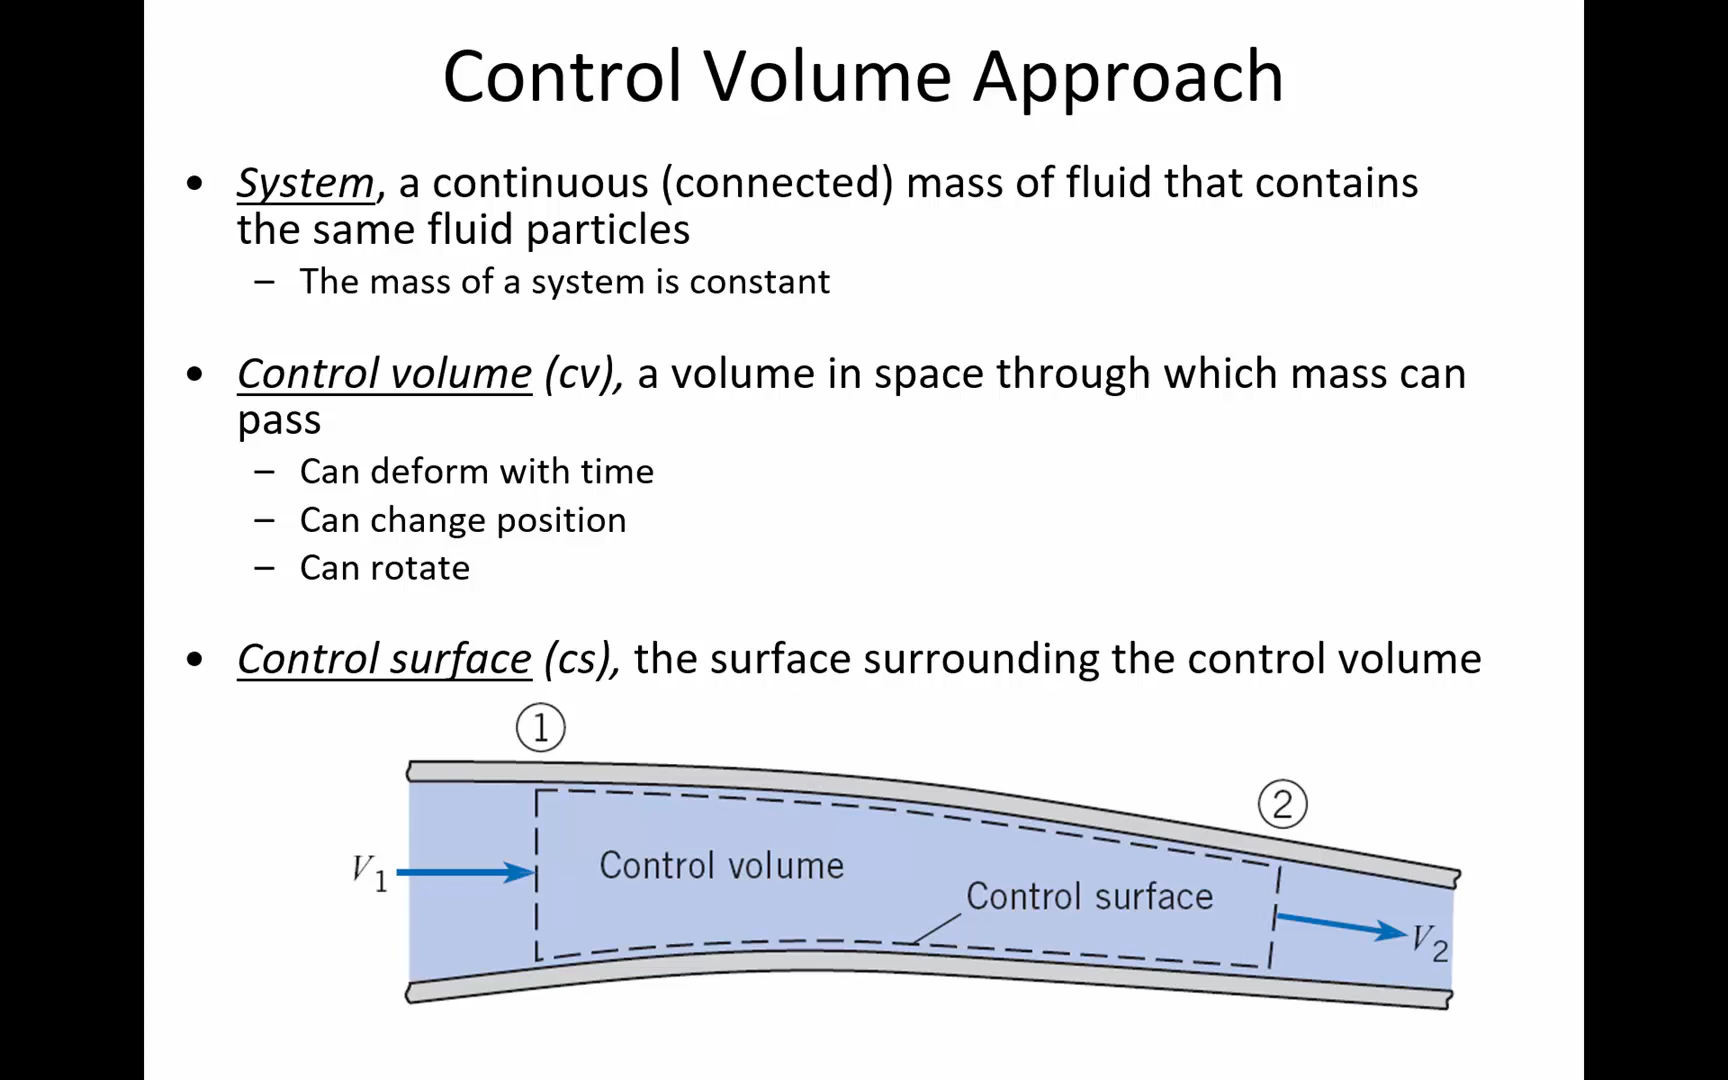 Control Volume Approach
• System, a continuous (connected) mass of fluid that contains
the same fluid particles
– The mass of a system is constant
• Control volume (cv), a volume in space through which mass can
pass
– Can deform with time
– Can change position
– Can rotate
• Control surface (cs), the surface surrounding the control volume
1
2
V1
Control volume
Control surface
V2